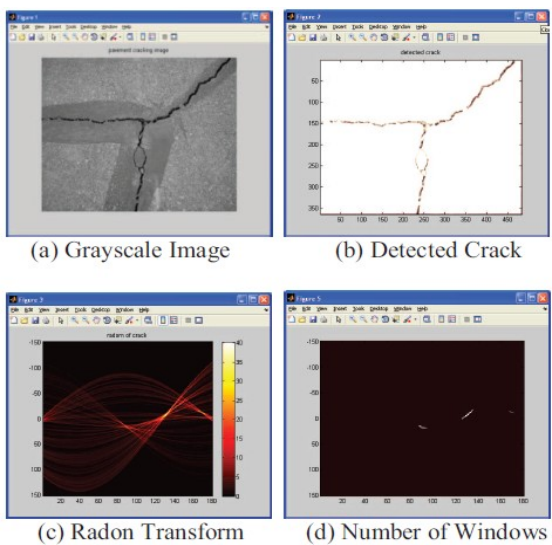 Figure 1
File Edit View Insert Tools Desktop Window Help
pavement cracking image
(a) Grayscale Image
Figure 2
File Edit View Insert Tools Desktop Window Help
detected crack
50
100
150
200
250
300
350
50 100 150 200 250 300 350 400 450
(b) Detected Crack
Figure 3
File Edit View Insert Tools Desktop Window Help
of crack
-150
-100
-50
0
50
100
150
20 40 60 80 100 120 140 160 180
40
35
30
25
20
15
10
5
0
(c) Radon Transform
Figure 5
File Edit View Insert Tools Desktop Window Help
-150
-100
-50
0
50
100
150
20 40 60 80 100 120 140 160 180
(d) Number of Windows